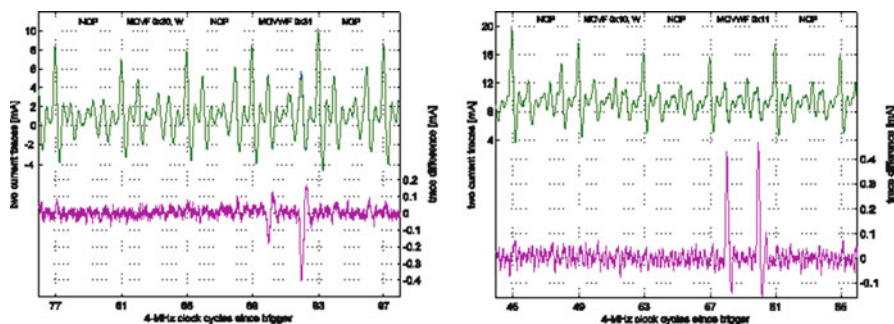 NOP MOVF 0x30, W NOP MOVWF 0x31 NOP
10
8
6
4
2
0
-2
-4
two current traces [mA]
0.2
0.1
0
-0.1
-0.2
-0.3
-0.4
trace difference [mA]
77 81 85 89 93 97
4-MHz clock cycles since trigger
NOP MOVF 0x10, W NOP MOVWF 0x11 NOP
20
16
12
8
4
two current traces [mA]
0.4
0.3
0.2
0.1
0
-0.1
trace difference [mA]
45 49 53 57 61 65
4-MHz clock cycles since trigger